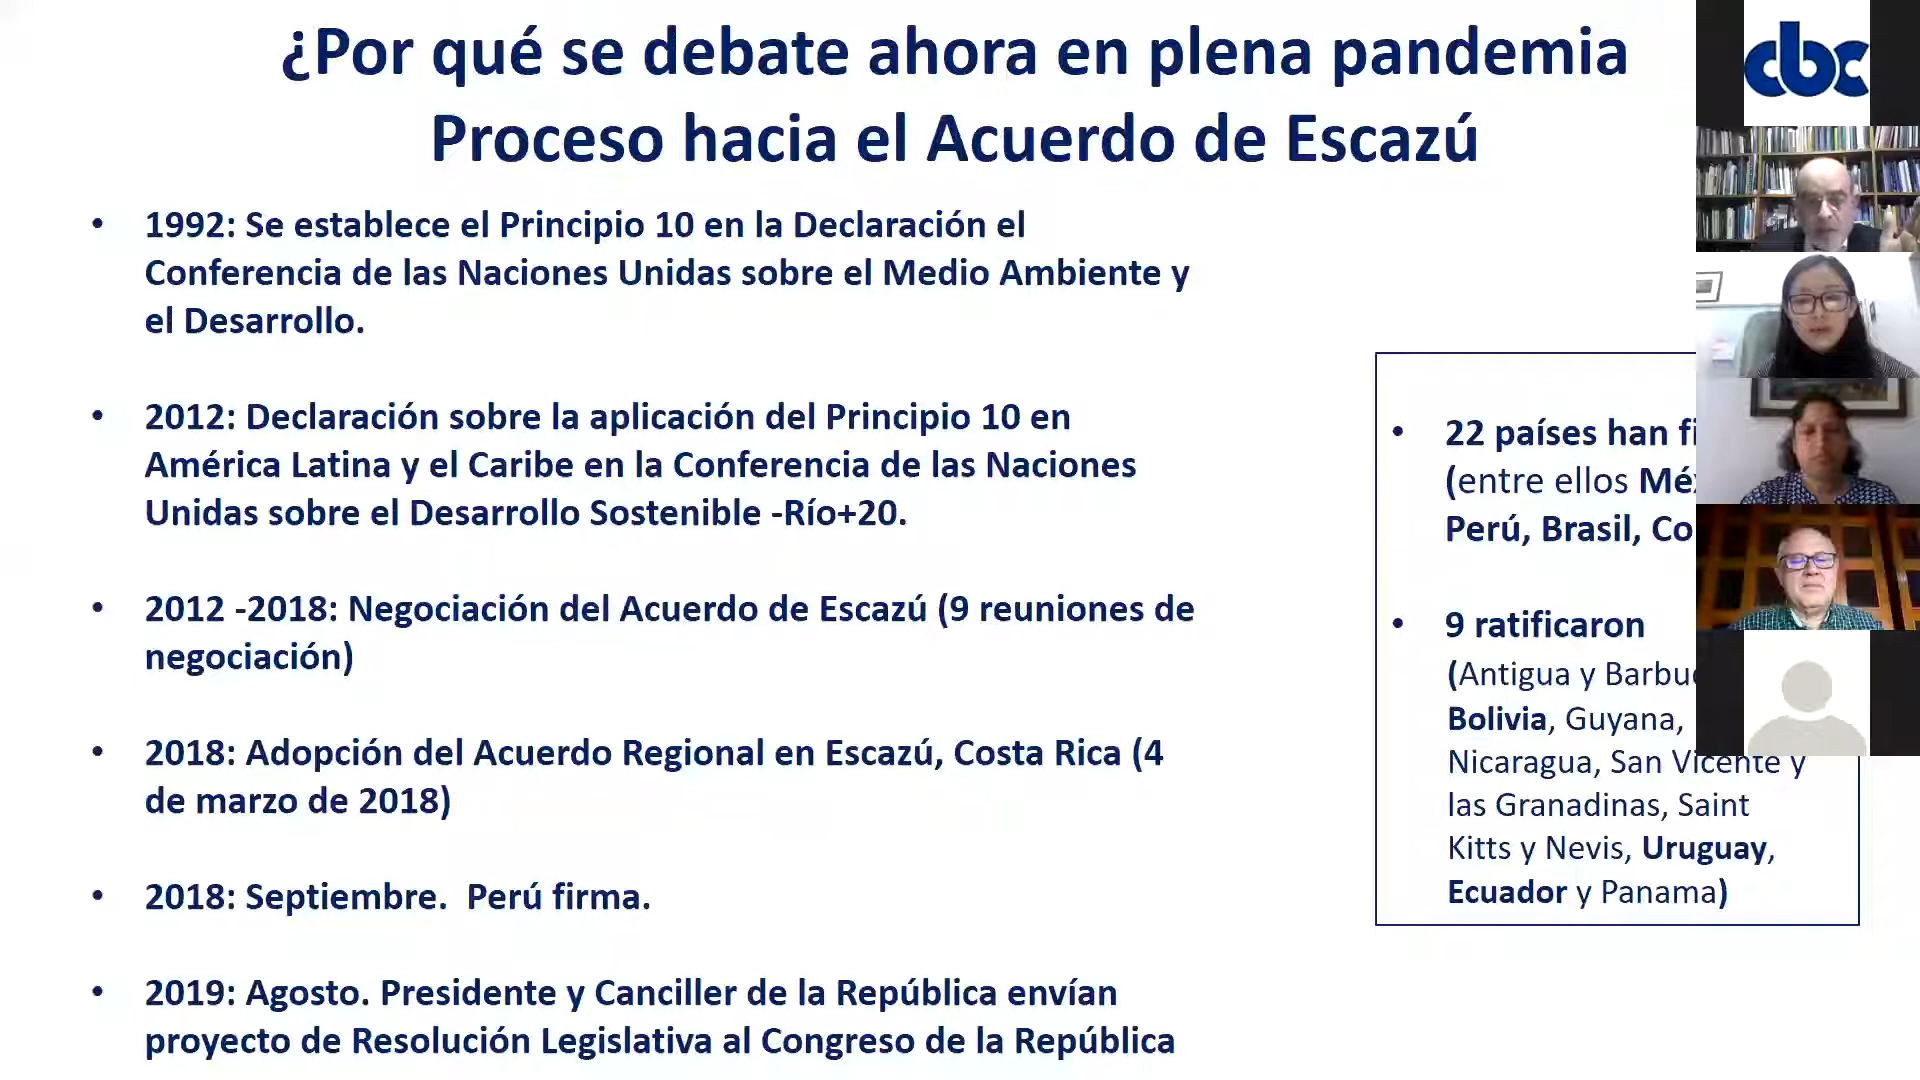 ¿Por qué se debate ahora en plena pandemia
Proceso hacia el Acuerdo de Escazú
• 1992: Se establece el Principio 10 en la Declaración el
Conferencia de las Naciones Unidas sobre el Medio Ambiente y
el Desarrollo.
• 2012: Declaración sobre la aplicación del Principio 10 en
América Latina y el Caribe en la Conferencia de las Naciones
Unidas sobre el Desarrollo Sostenible -Río+20.
• 2012 -2018: Negociación del Acuerdo de Escazú (9 reuniones de
negociación)
• 2018: Adopción del Acuerdo Regional en Escazú, Costa Rica (4
de marzo de 2018)
• 2018: Septiembre. Perú firma.
• 2019: Agosto. Presidente y Canciller de la República envían
proyecto de Resolución Legislativa al Congreso de la República
• 22 países han
(entre ellos
Perú, Brasil,
• 9 ratificaron
(Antigua y
Bolivia, Guyana,
Nicaragua, San Vicente y
las Granadinas, Saint
Kitts y Nevis, Uruguay,
Ecuador y Panama)
cbc